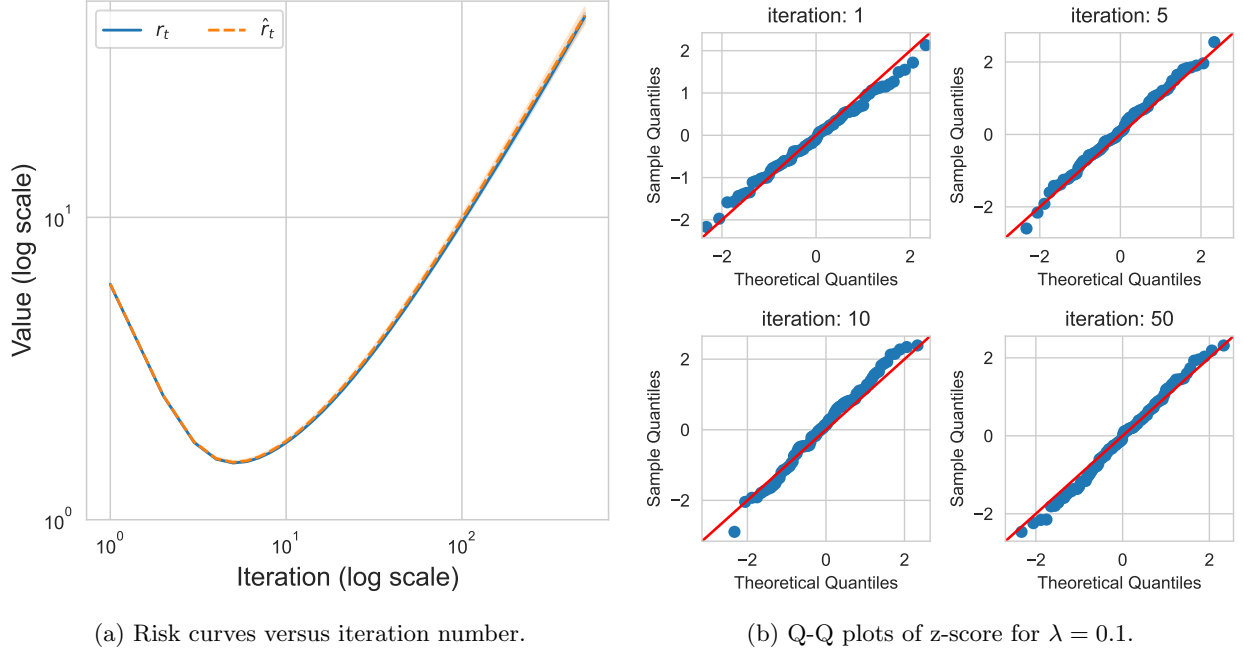 r_t
r̂_t
Value (log scale)
10^1
10^0
10^0
10^1
10^2
Iteration (log scale)
(a) Risk curves versus iteration number.
iteration: 1
Sample Quantiles
2
1
0
−1
−2
−2
0
2
Theoretical Quantiles
iteration: 5
Sample Quantiles
2
0
−2
−2
0
2
Theoretical Quantiles
iteration: 10
Sample Quantiles
2
0
−2
−2
0
2
Theoretical Quantiles
iteration: 50
Sample Quantiles
2
0
−2
−2
0
2
Theoretical Quantiles
(b) Q-Q plots of z-score for λ = 0.1.